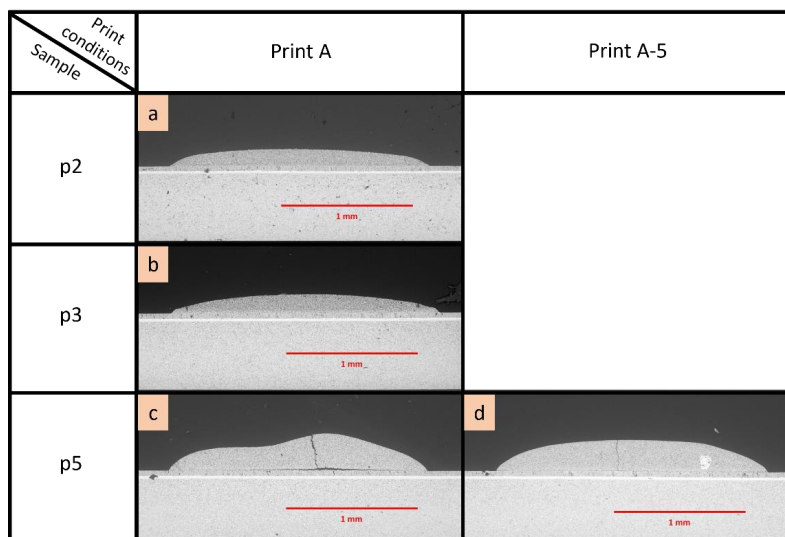 Print
conditions
Sample
Print A
Print A-5
p2
a
1 mm
p3
b
1 mm
p5
c
1 mm
d
1 mm